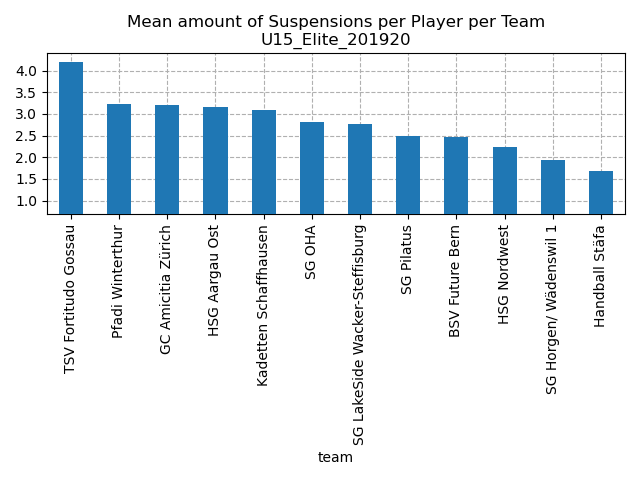 Mean amount of Suspensions per Player per Team
U15_Elite_201920
4.0
3.5
3.0
2.5
2.0
1.5
1.0
TSV Fortitudo Gossau
Pfadi Winterthur
GC Amicitia Zürich
HSG Aargau Ost
Kadetten Schaffhausen
SG OHA
SG LakeSide Wacker-Steffisburg
SG Pilatus
BSV Future Bern
HSG Nordwest
SG Horgen/ Wädenswil 1
Handball Stäfa
team